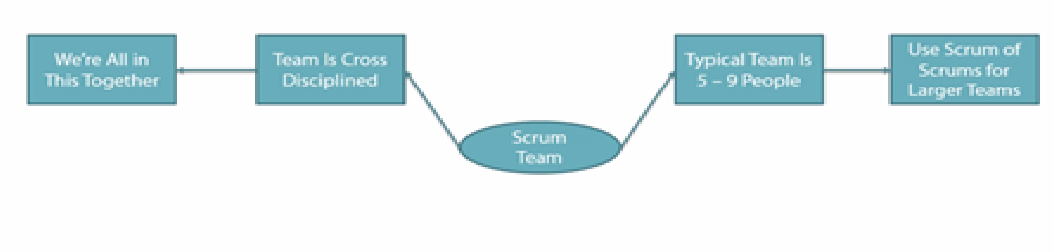 We're All in
This Together
Team Is Cross
Disciplined
Scrum
Team
Typical Team Is
5 – 9 People
Use Scrum of
Scrums for
Larger Teams